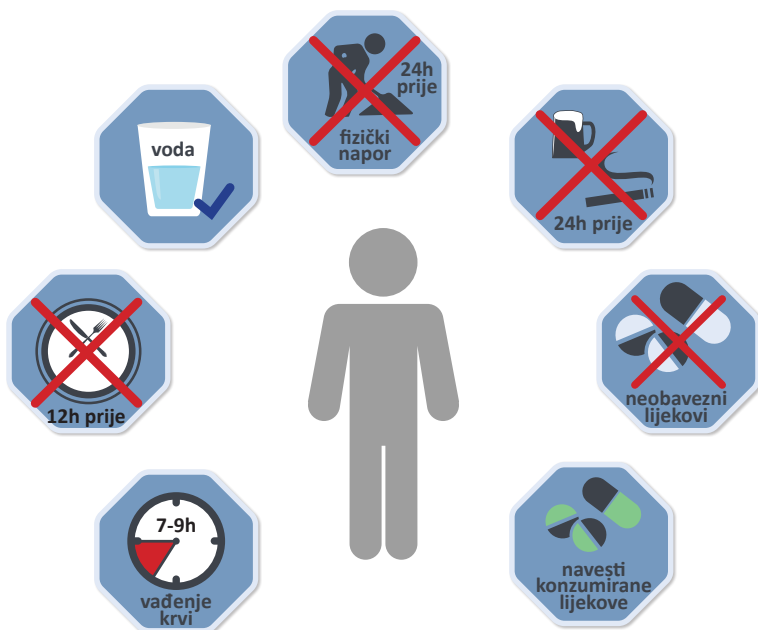 24h
prije
fizički
napor
voda
24h prije
12h prije
neobavezni
lijekovi
7-9h
vađenje
krvi
navesti
konzumirane
lijekove